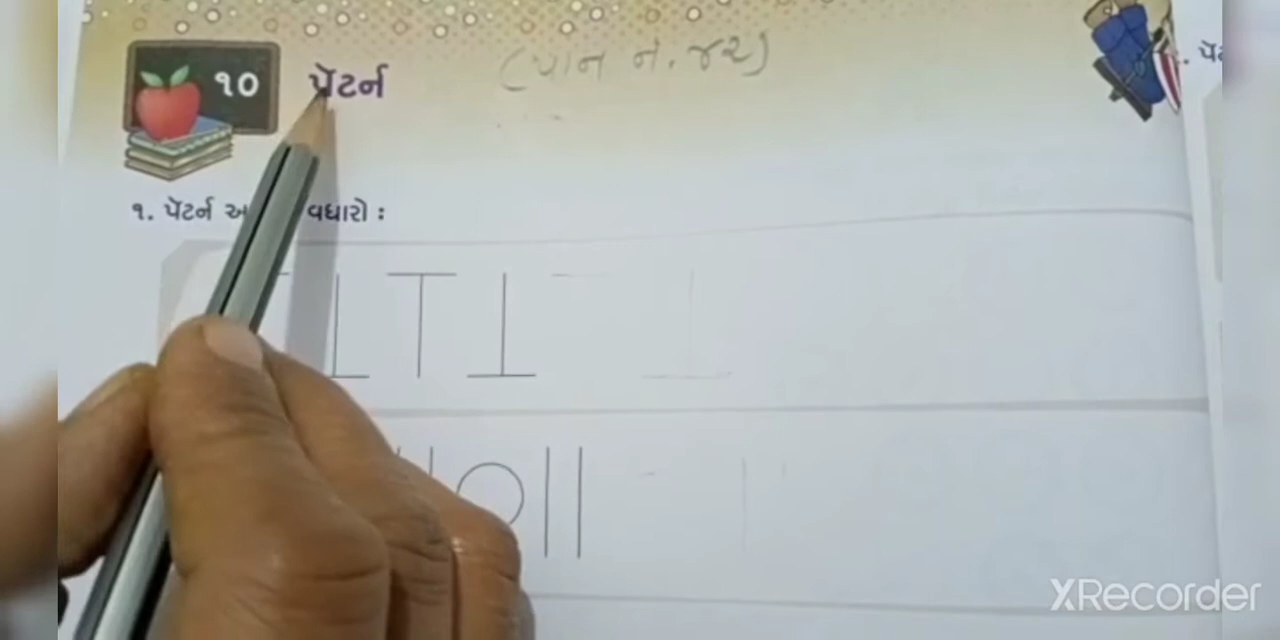 ૧૦ પેટર્ન (પાન નં. ૪૨)
૧. પેટર્ન વધારો :
XRecorder